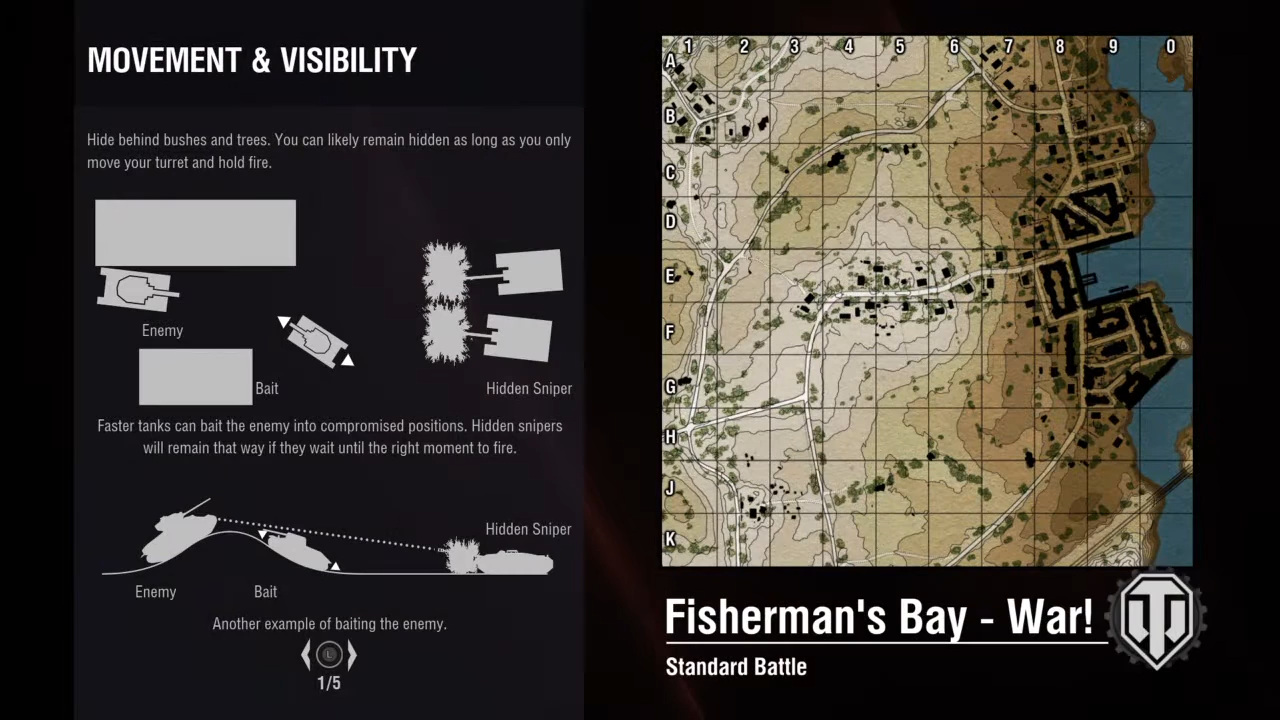 MOVEMENT & VISIBILITY
Hide behind bushes and trees. You can likely remain hidden as long as you only
move your turret and hold fire.
Enemy
Bait
Hidden Sniper
Faster tanks can bait the enemy into compromised positions. Hidden snipers
will remain that way if they wait until the right moment to fire.
Hidden Sniper
Enemy
Bait
Another example of baiting the enemy.
L
1/5
1 2 3 4 5 6 7 8 9 0
A
B
C
D
E
F
G
H
J
K
Fisherman's Bay - War!
Standard Battle